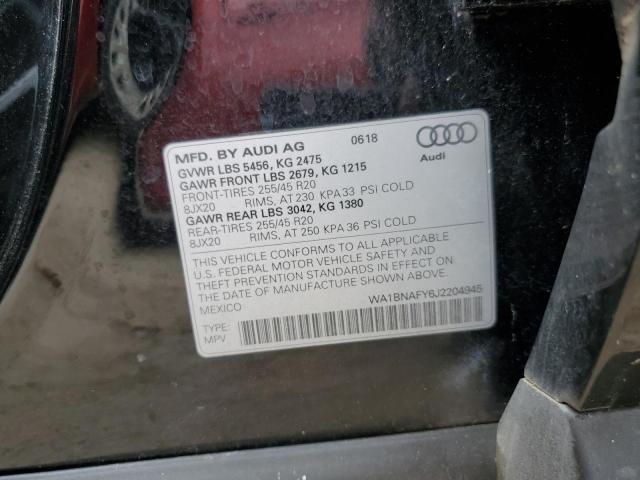 MFD. BY AUDI AG 0618
GVWR LBS 5456, KG 2475
GAWR FRONT LBS 2679, KG 1215
FRONT-TIRES 255/45 R20
8JX20 RIMS, AT 230 KPA 33 PSI COLD
GAWR REAR LBS 3042, KG 1380
REAR-TIRES 255/45 R20
8JX20 RIMS, AT 250 KPA 36 PSI COLD
Audi
THIS VEHICLE CONFORMS TO ALL APPLICABLE
U.S. FEDERAL MOTOR VEHICLE SAFETY AND
THEFT PREVENTION STANDARDS IN EFFECT ON
THE DATE OF MANUFACTURE SHOWN ABOVE.
MEXICO WA1BNAFY6J2204945
TYPE:
MPV